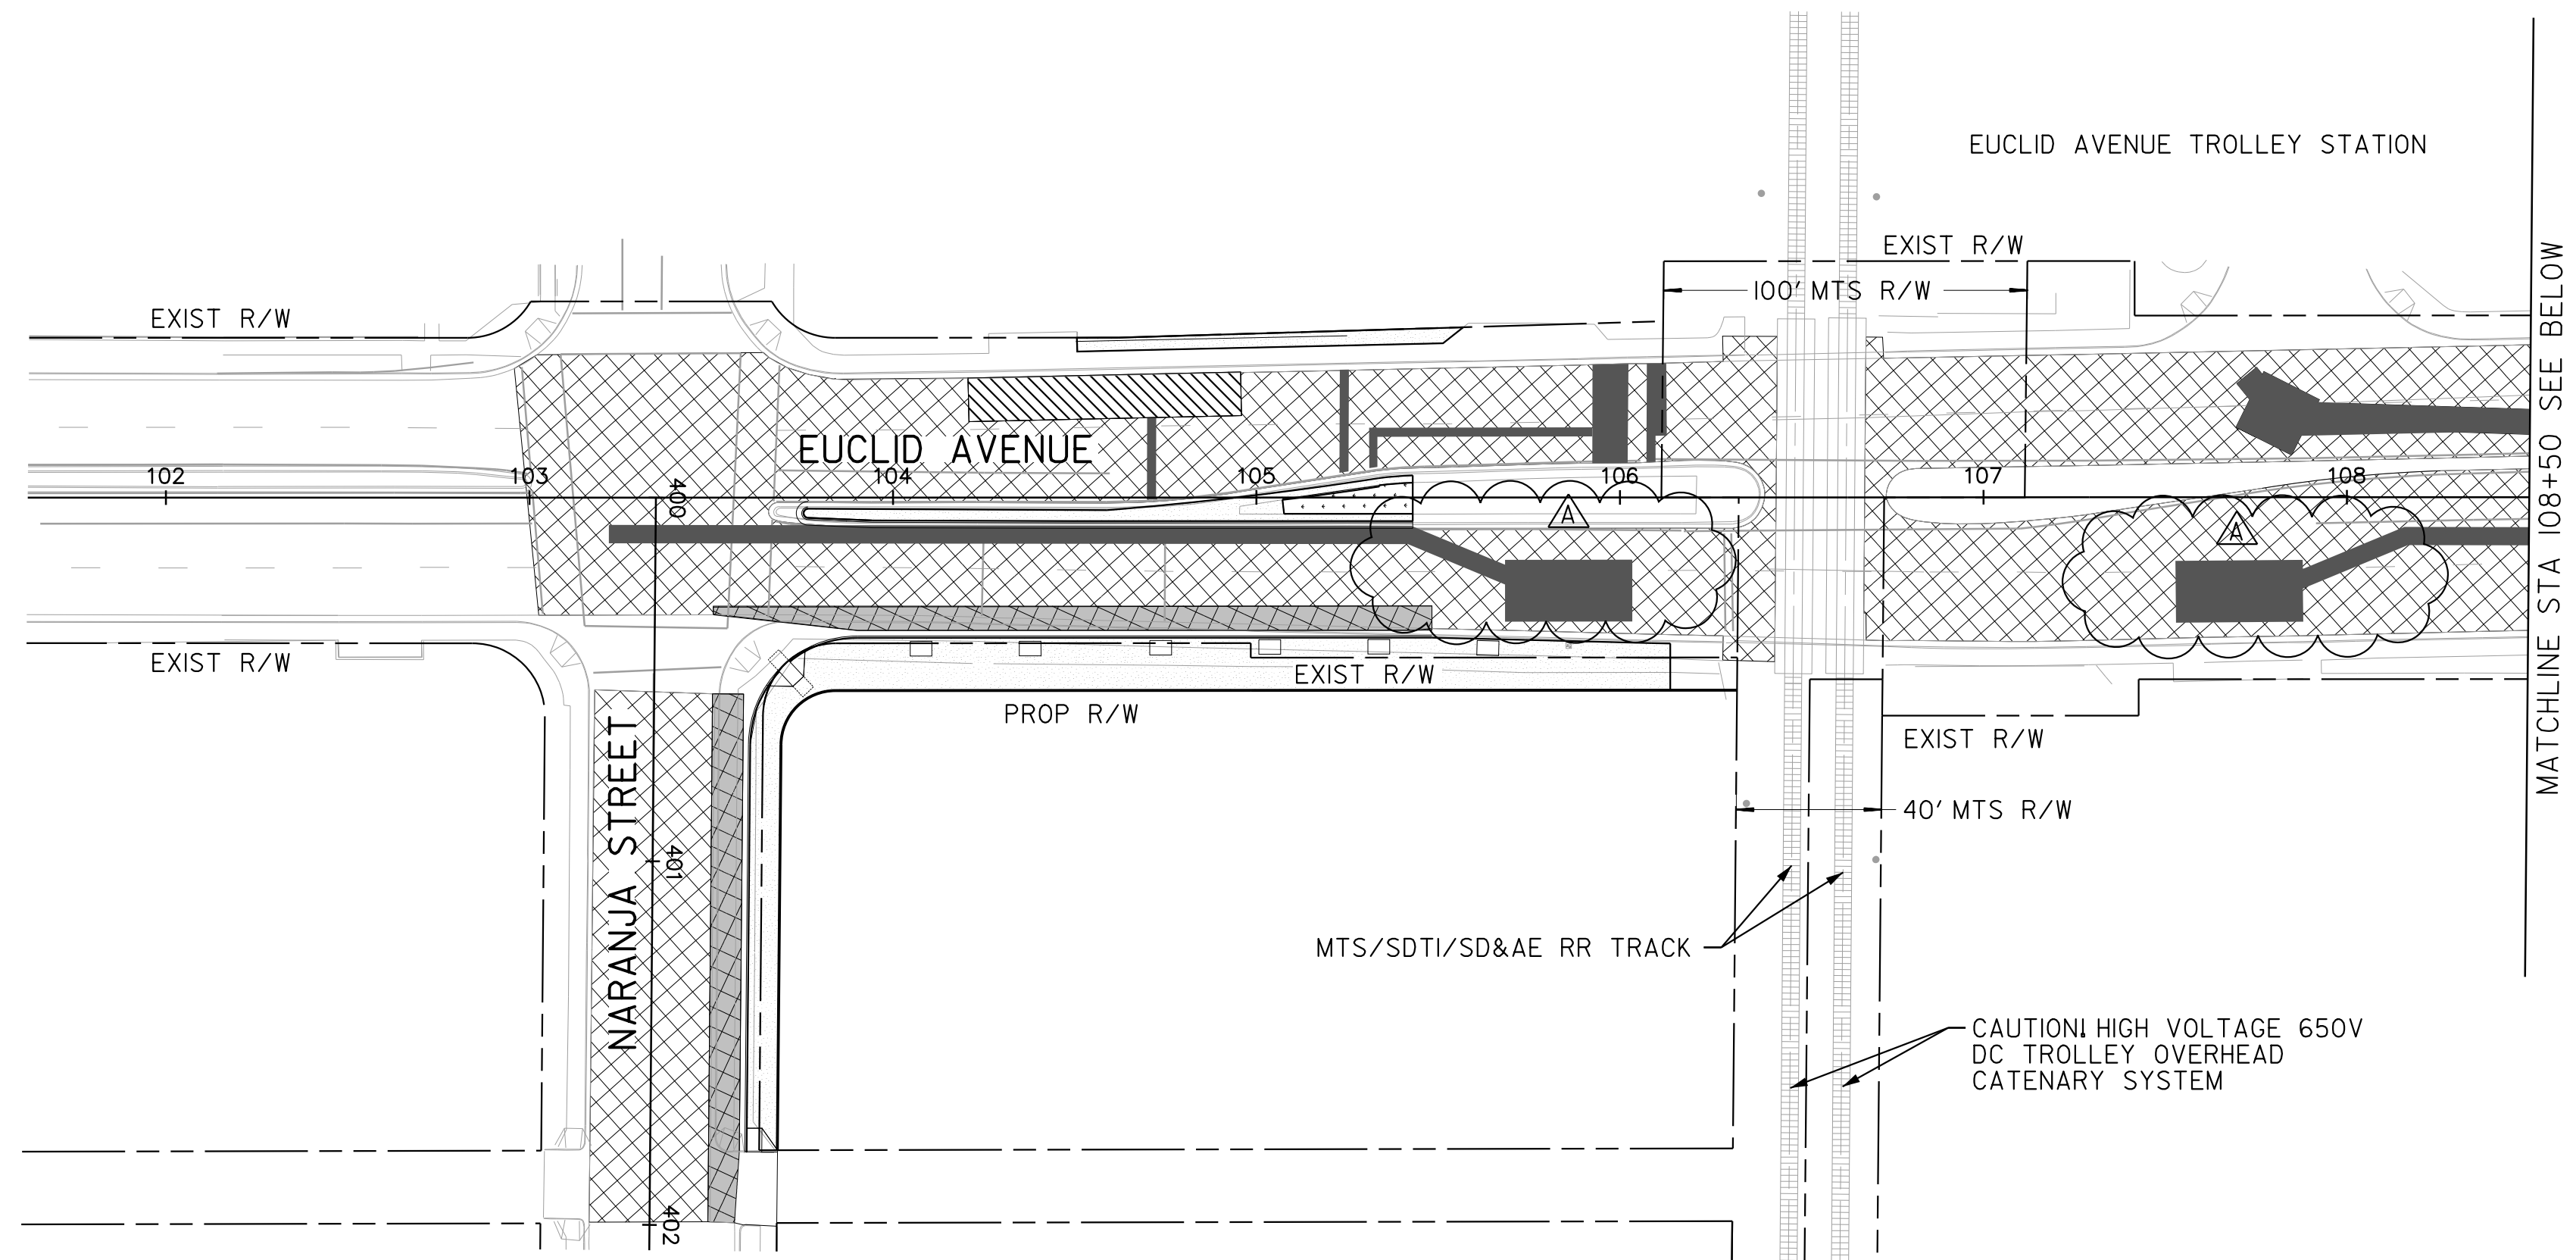 EUCLID AVENUE TROLLEY STATION
EXIST R/W
100' MTS R/W
EXIST R/W
EUCLID AVENUE
102
103
104
105
106
107
108
400
A
A
EXIST R/W
EXIST R/W
PROP R/W
EXIST R/W
40' MTS R/W
NARANJA STREET
401
MTS/SDTI/SD&AE RR TRACK
CAUTION! HIGH VOLTAGE 650V
DC TROLLEY OVERHEAD
CATENARY SYSTEM
402
MATCHLINE STA 108+50 SEE BELOW